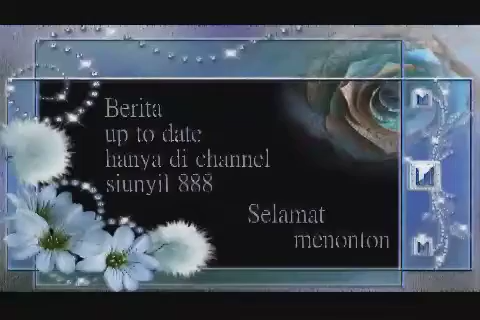 Berita
up to date
hanya di channel
siunyil 888
Selamat
menonton